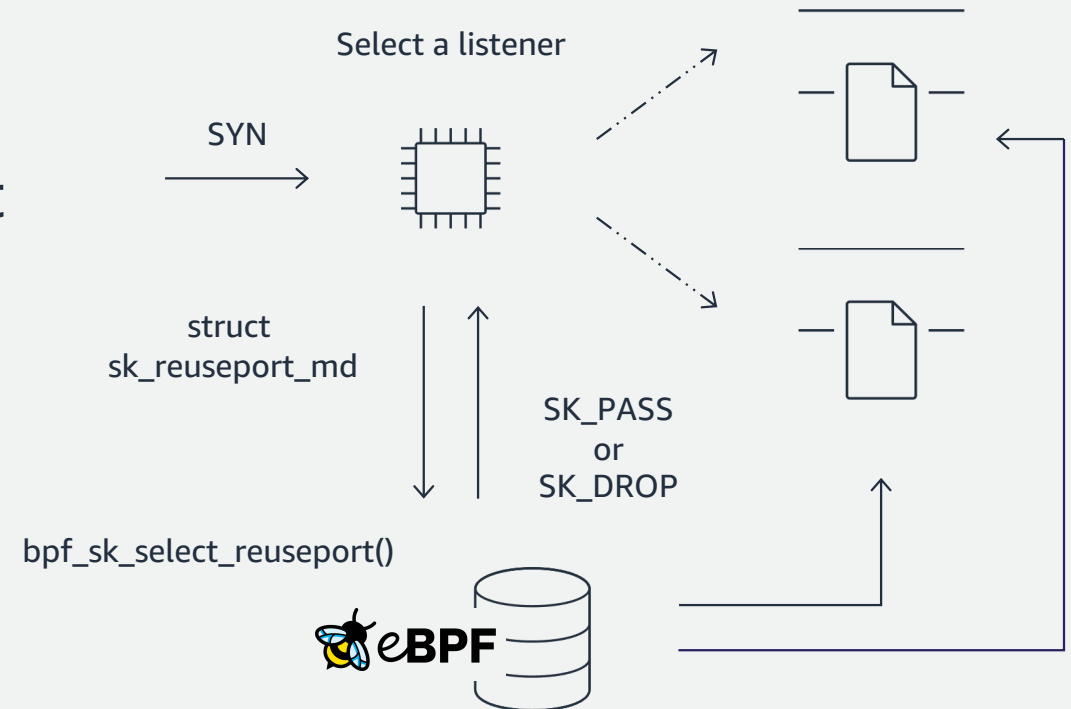 Select a listener
SYN
struct
sk_reuseport_md
SK_PASS
or
SK_DROP
bpf_sk_select_reuseport()
eBPF